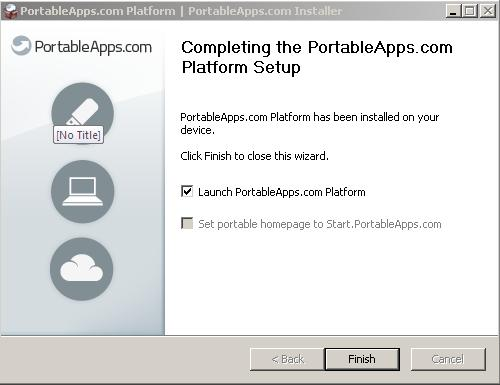 PortableApps.com Platform | PortableApps.com Installer
PortableApps.com
[No Title]
Completing the PortableApps.com
Platform Setup
PortableApps.com Platform has been installed on your
device.
Click Finish to close this wizard.
Launch PortableApps.com Platform
Set portable homepage to Start.PortableApps.com
< Back
Finish
Cancel